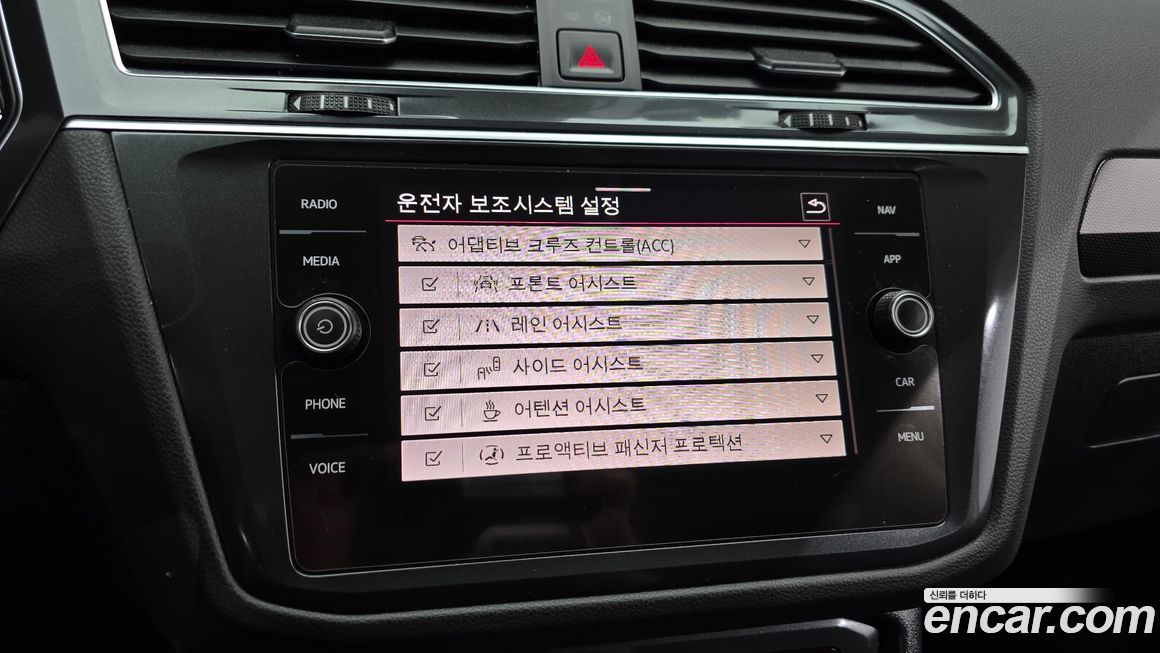 RADIO
MEDIA
PHONE
VOICE
운전자 보조시스템 설정
어댑티브 크루즈 컨트롤(ACC)
프론트 어시스트
레인 어시스트
사이드 어시스트
어텐션 어시스트
프로액티브 패신저 프로텍션
NAV
APP
CAR
MENU
신뢰를 더하다
encar.com